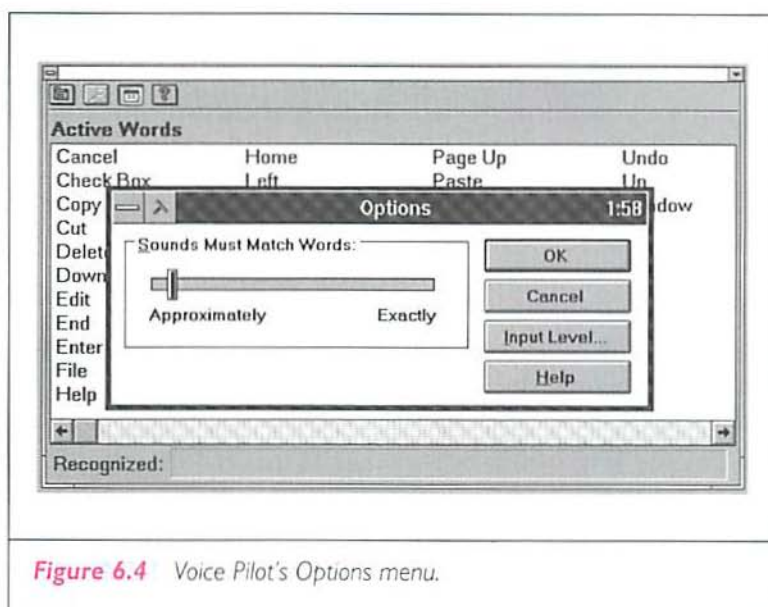 Active Words
Cancel Home Page Up Undo
Check Box Left Paste Up
Copy Options 1:58 dow
Cut
Sounds Must Match Words:
OK
Delet
Down
Cancel
Edit
Approximately Exactly
End
Input Level...
Enter
File
Help
Help
Recognized:
Figure 6.4 Voice Pilot's Options menu.